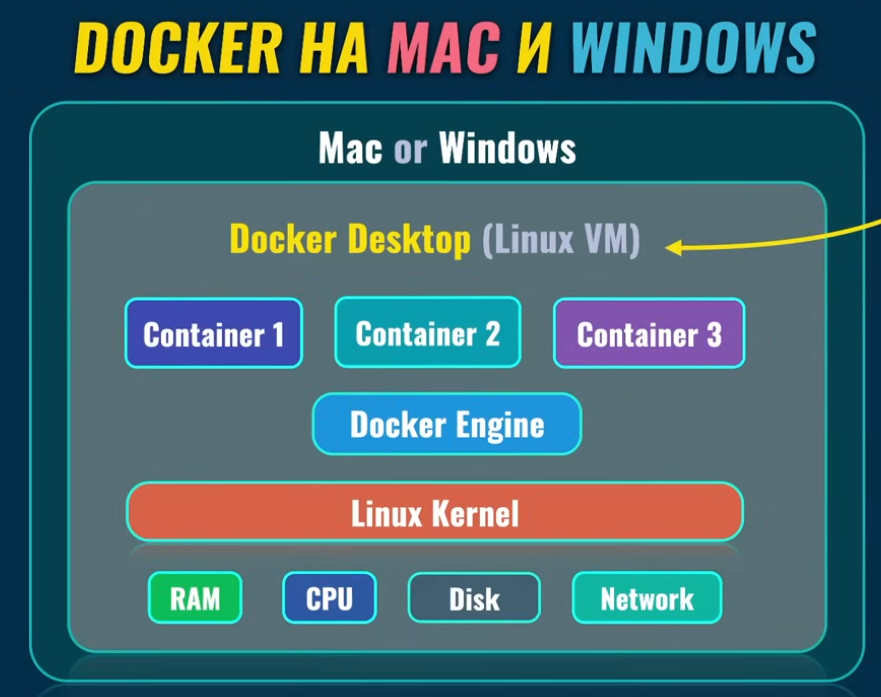 DOCKER НА MAC И WINDOWS
Mac or Windows
Docker Desktop (Linux VM)
Container 1 Container 2 Container 3
Docker Engine
Linux Kernel
RAM CPU Disk Network